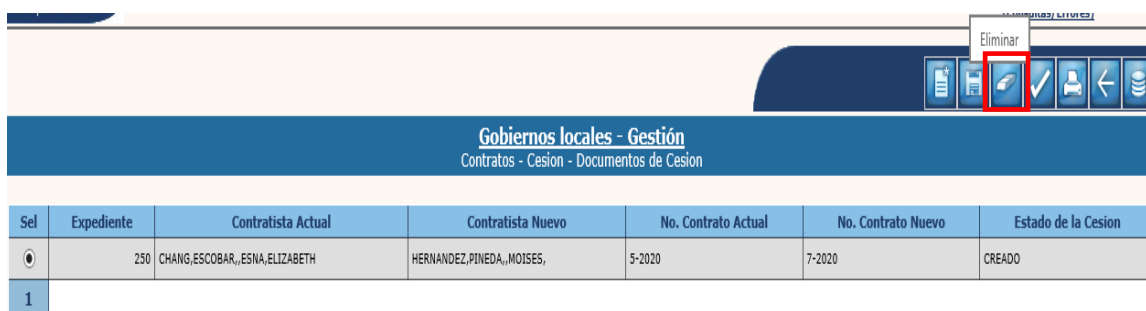 Eliminar
Gobiernos locales - Gestión
Contratos - Cesion - Documentos de Cesion
Sel Expediente Contratista Actual Contratista Nuevo No. Contrato Actual No. Contrato Nuevo Estado de la Cesion
250 CHANG,ESCOBAR,,ESNA,ELIZABETH HERNANDEZ,PINEDA,,MOISES, 5-2020 7-2020 CREADO
1